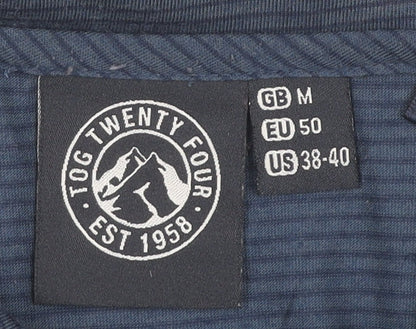 · TOG TWENTY FOUR ·
EST 1958
GB M
EU 50
US 38-40